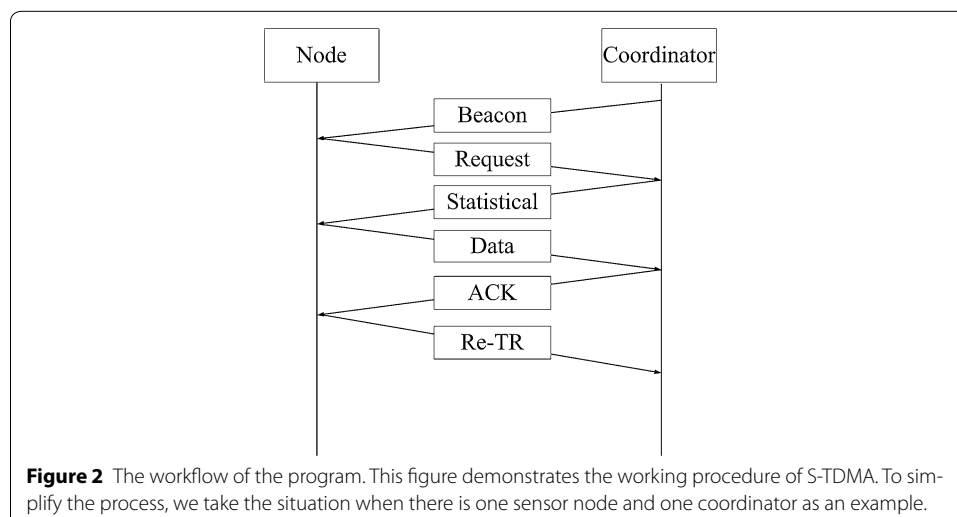 Node
Coordinator
Beacon
Request
Statistical
Data
ACK
Re-TR
Figure 2 The workflow of the program. This figure demonstrates the working procedure of S-TDMA. To sim-
plify the process, we take the situation when there is one sensor node and one coordinator as an example.